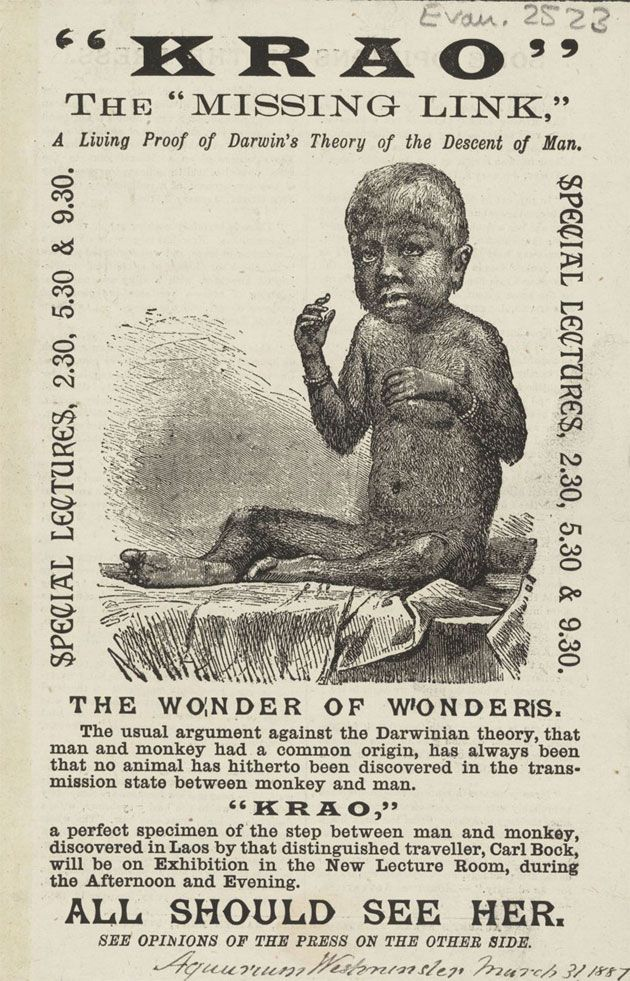 Evan. 2523
“KRAO”
THE “MISSING LINK,”
A Living Proof of Darwin's Theory of the Descent of Man.
SPECIAL LECTURES, 2.30, 5.30 & 9.30.
SPECIAL LECTURES, 2.30, 5.30 & 9.30.
THE WONDER OF WONDERS.
The usual argument against the Darwinian theory, that
man and monkey had a common origin, has always been
that no animal has hitherto been discovered in the trans-
mission state between monkey and man.
“KRAO,”
a perfect specimen of the step between man and monkey,
discovered in Laos by that distinguished traveller, Carl Bock,
will be on Exhibition in the New Lecture Room, during
the Afternoon and Evening.
ALL SHOULD SEE HER.
SEE OPINIONS OF THE PRESS ON THE OTHER SIDE.
Aquarium Westminster March 31, 1887